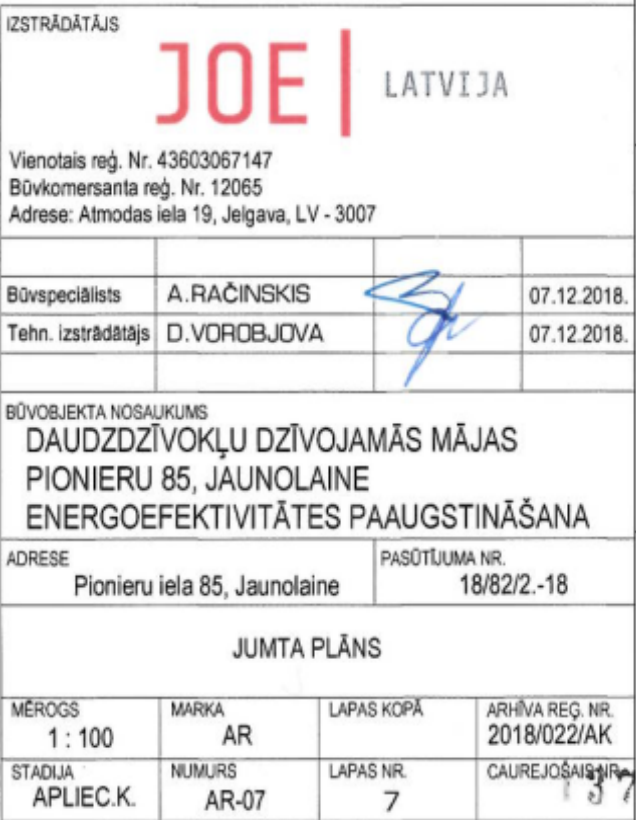 IZSTRĀDĀTĀJS
JOE| LATVIJA
Vienotais reģ. Nr. 43603067147
Būvkomersanta reģ. Nr. 12065
Adrese: Atmodas iela 19, Jelgava, LV - 3007
Būvspeciālists A.RAČINSKIS 07.12.2018.
Tehn. izstrādātājs D.VOROBJOVA 07.12.2018.
BŪVOBJEKTA NOSAUKUMS
DAUDZDZĪVOKĻU DZĪVOJAMĀS MĀJAS
PIONIERU 85, JAUNOLAINE
ENERGOEFEKTIVITĀTES PAAUGSTINĀŠANA
ADRESE PASŪTĪJUMA NR.
Pionieru iela 85, Jaunolaine 18/82/2.-18
JUMTA PLĀNS
MĒROGS MARKA LAPAS KOPĀ ARHĪVA REĢ. NR.
1 : 100 AR 2018/022/AK
STADIJA NUMURS LAPAS NR. CAUREJOŠAIS NR.
APLIEC.K. AR-07 7 37